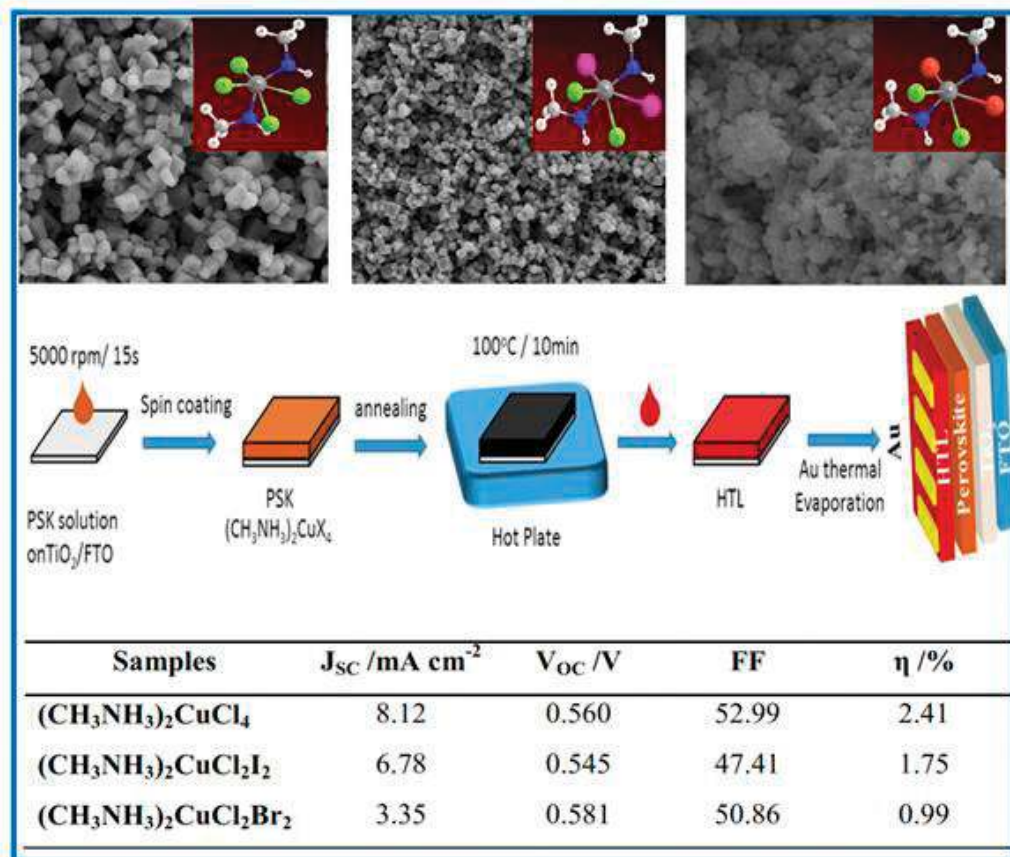 5000 rpm/ 15s
Spin coating
annealing
100°C / 10min
PSK solution
onTiO₂/FTO
PSK
(CH₃NH₃)₂CuX₄
Hot Plate
HTL
Au thermal
Evaporation
Au
HTL
Perovskite
FTO
Samples J_SC /mA cm⁻² V_OC /V FF η /%
(CH₃NH₃)₂CuCl₄ 8.12 0.560 52.99 2.41
(CH₃NH₃)₂CuCl₂I₂ 6.78 0.545 47.41 1.75
(CH₃NH₃)₂CuCl₂Br₂ 3.35 0.581 50.86 0.99